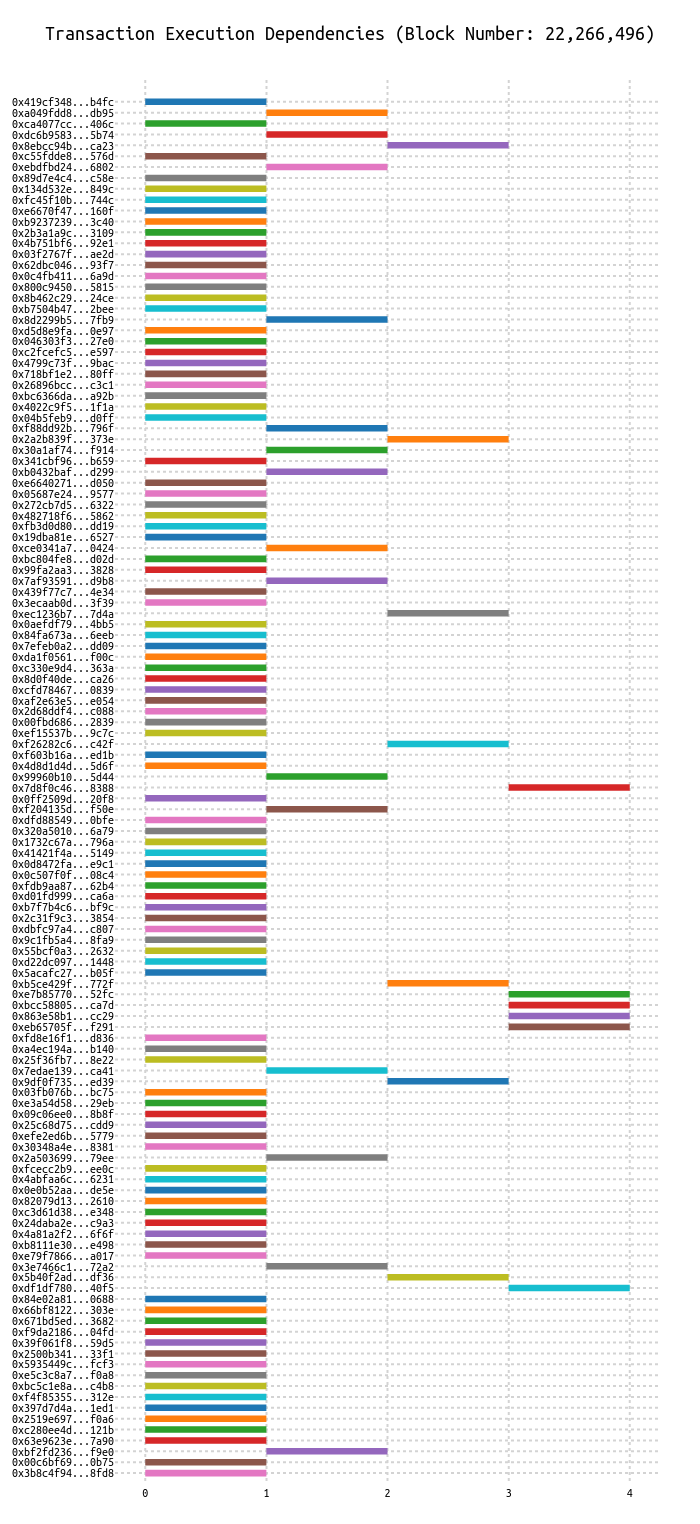 Transaction Execution Dependencies (Block Number: 22,266,496)
0x419cf348...b4fc
0xa049fdd8...db95
0xca4077cc...406c
0xdc6b9583...5b74
0x8ebcc94b...ca23
0xc55fdde8...576d
0xebdfbd24...6802
0x89d7e4c4...c58e
0x134d532e...849c
0xfc45f10b...744c
0xe6670f47...160f
0xb9237239...3c40
0x2b3a1a9c...3109
0x4b751bf6...92e1
0x03f2767f...ae2d
0x62dbc046...93f7
0x0c4fb411...6a9d
0x800c9450...5815
0x8b462c29...24ce
0xb7504b47...2bee
0x8d2299b5...7fb9
0xd5d8e9fa...0e97
0x046303f3...27e0
0xc2fcefc5...e597
0x4799c73f...9bac
0x718bf1e2...80ff
0x26896bcc...c3c1
0xbc6366da...a92b
0x4022c9f5...1f1a
0x04b5feb9...d0ff
0xf88dd92b...796f
0x2a2b839f...373e
0x30a1af74...f914
0x341cbf96...b659
0xb0432baf...d299
0xe6640271...d050
0x05687e24...9577
0x272cb7d5...6322
0x482718f6...5862
0xfb3d0d80...dd19
0x19dba81e...6527
0xce0341a7...0424
0xbc804fe8...d02d
0x99fa2aa3...3828
0x7af93591...d9b8
0x439f77c7...4e34
0x3ecaab0d...3f39
0xec1236b7...7d4a
0x0aefdf79...4bb5
0x84fa673a...6eeb
0x7efeb0a2...dd09
0xda1f0561...f00c
0xc330e9d4...363a
0x8d0f40de...ca26
0xcfd78467...0839
0xaf2e63e5...e054
0x2d68ddf4...c088
0x00fbd686...2839
0xef15537b...9c7c
0xf26282c6...c42f
0xf603b16a...ed1b
0x4d8d1d4d...5d6f
0x99960b10...5d44
0x7d8f0c46...8388
0x0ff2509d...20f8
0xf204135d...f50e
0xdfd88549...0bfe
0x320a5010...6a79
0x1732c67a...796a
0x41421f4a...5149
0x0d8472fa...e9c1
0x0c507f0f...08c4
0xfdb9aa87...62b4
0xd01fd999...ca6a
0xb7f7b4c6...bf9c
0x2c31f9c3...3854
0xdbfc97a4...c807
0x9c1fb5a4...8fa9
0x55bcf0a3...2632
0xd22dc097...1448
0x5acafc27...b05f
0xb5ce429f...772f
0xe7b85770...52fc
0xbcc58805...ca7d
0x863e58b1...cc29
0xeb65705f...f291
0xfd8e16f1...d836
0xa4ec194a...b140
0x25f36fb7...8e22
0x7edae139...ca41
0x9df0f735...ed39
0x03fb076b...bc75
0xe3a54d58...29eb
0x09c06ee0...8b8f
0x25c68d75...cdd9
0xefe2ed6b...5779
0x30348a4e...8381
0x2a503699...79ee
0xfcecc2b9...ee0c
0x4abfaa6c...6231
0x0e0b52aa...de5e
0x82079d13...2610
0xc3d61d38...e348
0x24daba2e...c9a3
0x4a81a2f2...6f6f
0xb8111e30...e498
0xe79f7866...a017
0x3e7466c1...72a2
0x5b40f2ad...df36
0xdf1df780...40f5
0x84e02a81...0688
0x66bf8122...303e
0x671bd5ed...3682
0xf9da2186...04fd
0x39f061f8...59d5
0x2500b341...33f1
0x5935449c...fcf3
0xe5c3c8a7...f0a8
0xbc5c1e8a...c4b8
0xf4f85355...312e
0x397d7d4a...1ed1
0x2519e697...f0a6
0xc280ee4d...121b
0x63e9623e...7a90
0xbf2fd236...f9e0
0x00c6bf69...0b75
0x3b8c4f94...8fd8
0 1 2 3 4